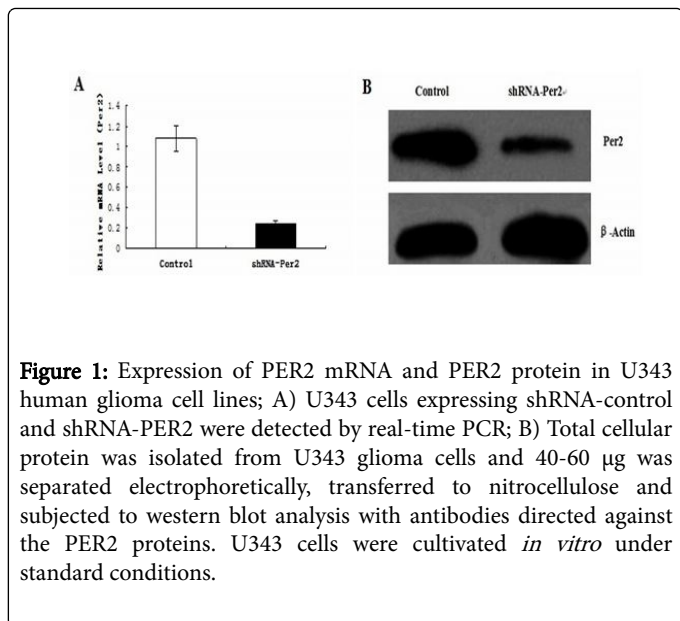 A
Relative mRNA Level (Per2)
1.4
1.2
1
0.8
0.6
0.4
0.2
0
Control
shRNA-Per2
B
Control
shRNA-Per2
Per2
β-Actin
Figure 1: Expression of PER2 mRNA and PER2 protein in U343
human glioma cell lines; A) U343 cells expressing shRNA-control
and shRNA-PER2 were detected by real-time PCR; B) Total cellular
protein was isolated from U343 glioma cells and 40-60 µg was
separated electrophoretically, transferred to nitrocellulose and
subjected to western blot analysis with antibodies directed against
the PER2 proteins. U343 cells were cultivated in vitro under
standard conditions.